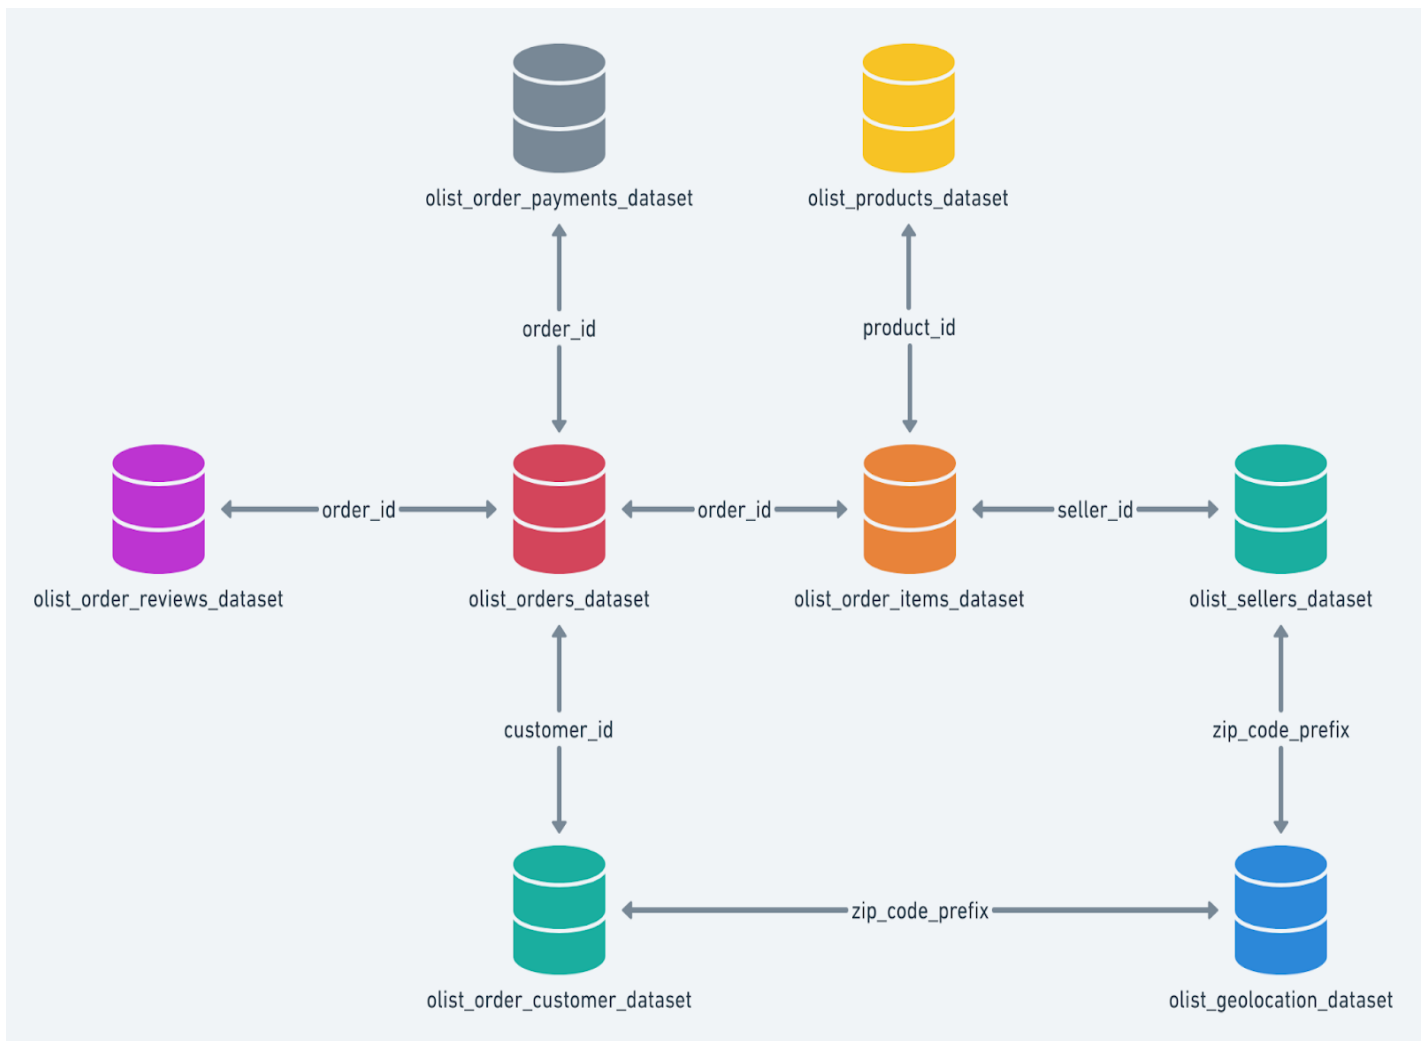 olist_order_payments_dataset
olist_products_dataset
order_id
product_id
order_id
order_id
seller_id
olist_order_reviews_dataset
olist_orders_dataset
olist_order_items_dataset
olist_sellers_dataset
customer_id
zip_code_prefix
zip_code_prefix
olist_order_customer_dataset
olist_geolocation_dataset